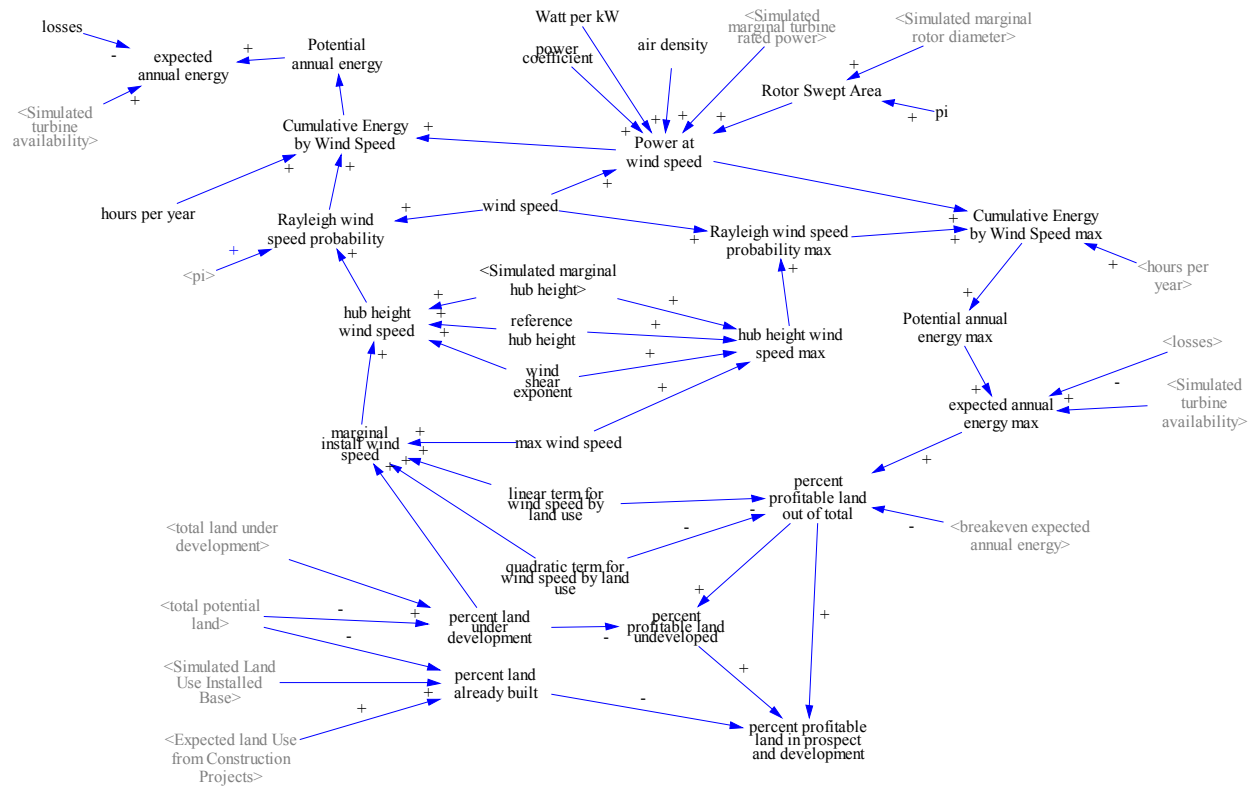 losses
Watt per kW
<Simulated
marginal turbine
rated power>
<Simulated marginal
rotor diameter>
Potential
annual energy
power
coefficient
air density
expected
annual energy
+
+
-
+
+
Rotor Swept Area
<Simulated
turbine
availability>
pi
+
+
+
+
+
+
+
Cumulative Energy
by Wind Speed
Power at
wind speed
+
+
+
hours per year
wind speed
+
Rayleigh wind
speed probability
Cumulative Energy
by Wind Speed max
+
+
+
Rayleigh wind speed
probability max
+
+
<pi>
+
+
<hours per
year>
<Simulated marginal
hub height>
+
+
+
hub height
wind speed
+
+
reference
hub height
+
hub height wind
speed max
Potential annual
energy max
+
+
wind
shear
exponent
+
<losses>
-
+
+
+
<Simulated
turbine
availability>
expected annual
energy max
marginal
install wind
speed
+
+
+
+
max wind speed
+
linear term for
wind speed by
land use
percent
profitable land
out of total
-
-
-
<total land under
development>
<breakeven expected
annual energy>
quadratic term for
wind speed by land
use
+
<total potential
land>
-
+
-
percent land
under
development
-
percent
profitable land
undeveloped
+
<Simulated Land
Use Installed
Base>
percent land
already built
+
+
+
-
<Expected land Use
from Construction
Projects>
percent profitable
land in prospect
and development